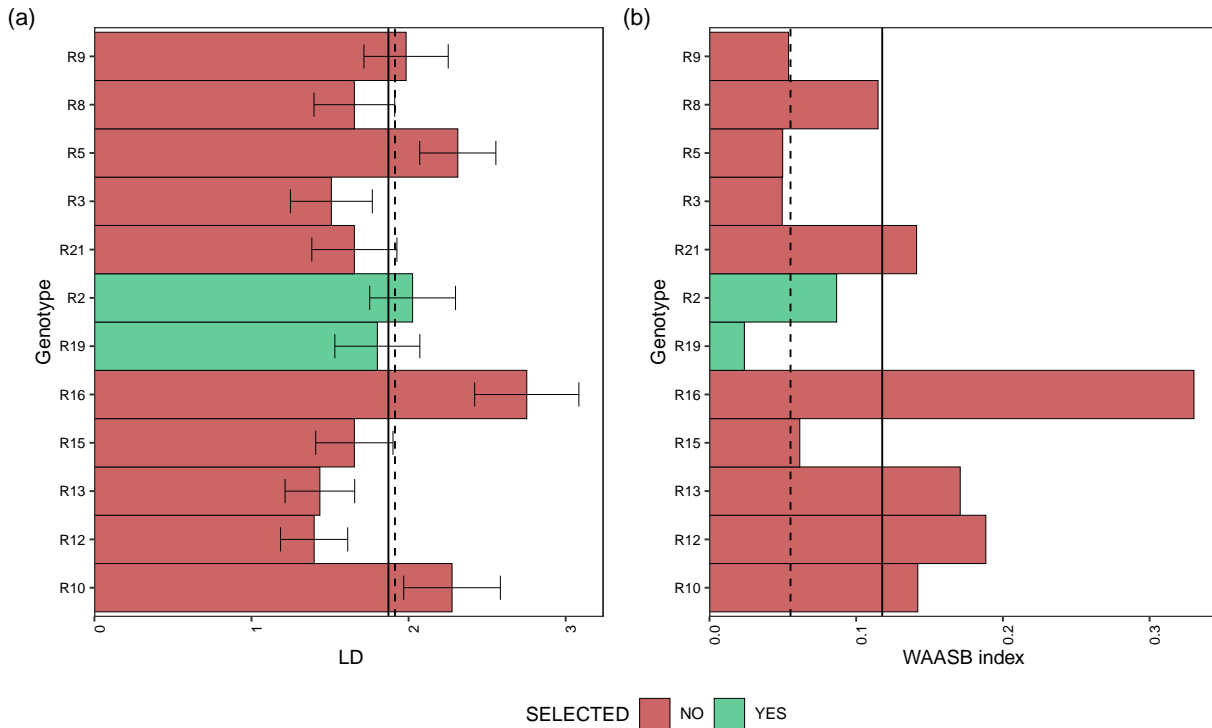 (a)
Genotype
R9
R8
R5
R3
R21
R2
R19
R16
R15
R13
R12
R10
0 1 2 3
LD
(b)
Genotype
R9
R8
R5
R3
R21
R2
R19
R16
R15
R13
R12
R10
0.0 0.1 0.2 0.3
WAASB index
SELECTED NO YES